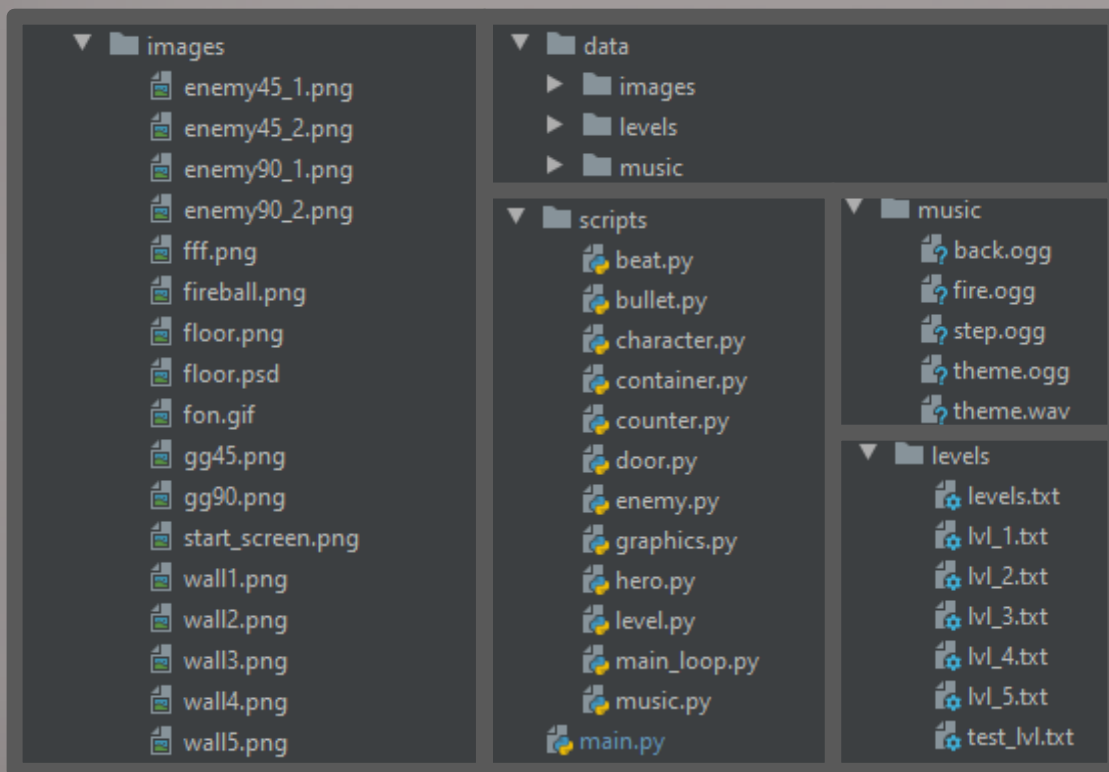 images
enemy45_1.png
enemy45_2.png
enemy90_1.png
enemy90_2.png
fff.png
fireball.png
floor.png
floor.psd
fon.gif
gg45.png
gg90.png
start_screen.png
wall1.png
wall2.png
wall3.png
wall4.png
wall5.png
data
images
levels
music
scripts
beat.py
bullet.py
character.py
container.py
counter.py
door.py
enemy.py
graphics.py
hero.py
level.py
main_loop.py
music.py
main.py
music
back.ogg
fire.ogg
step.ogg
theme.ogg
theme.wav
levels
levels.txt
lvl_1.txt
lvl_2.txt
lvl_3.txt
lvl_4.txt
lvl_5.txt
test_lvl.txt